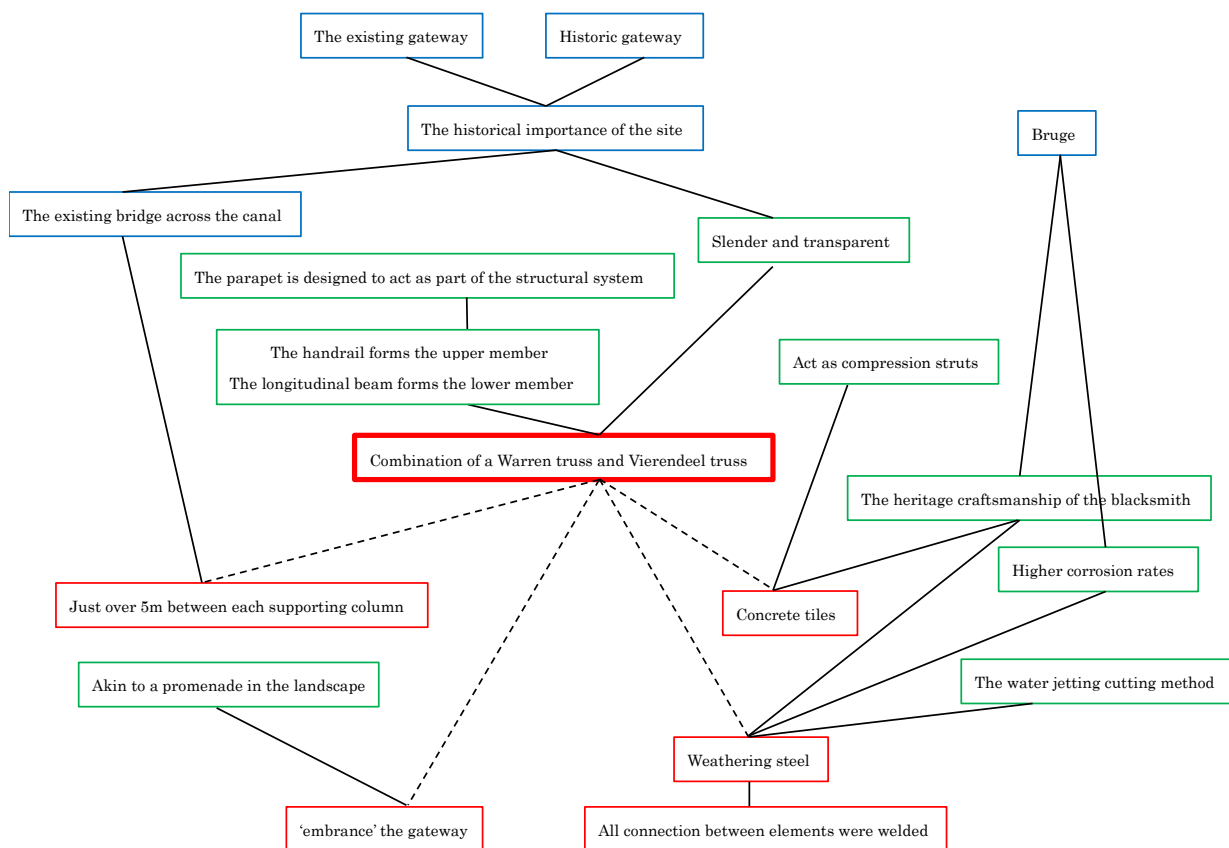 The existing gateway
Historic gateway
The historical importance of the site
Bruge
The existing bridge across the canal
Slender and transparent
The parapet is designed to act as part of the structural system
The handrail forms the upper member
The longitudinal beam forms the lower member
Act as compression struts
Combination of a Warren truss and Vierendeel truss
The heritage craftsmanship of the blacksmith
Higher corrosion rates
Just over 5m between each supporting column
Concrete tiles
Akin to a promenade in the landscape
The water jetting cutting method
Weathering steel
‘embrance’ the gateway
All connection between elements were welded